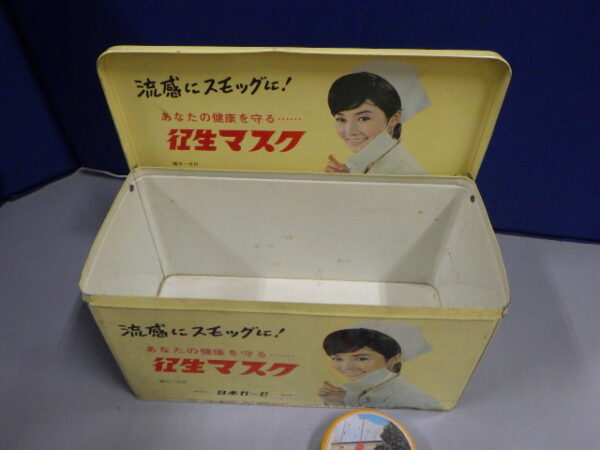 流感にスモッグに!
あなたの健康を守る……
衛生マスク
流感にスモッグに!
あなたの健康を守る……
衛生マスク
日本ガーゼ